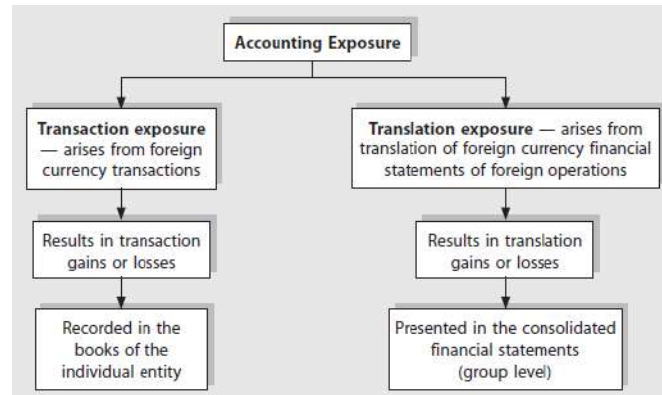 Accounting Exposure
Transaction exposure
— arises from foreign
currency transactions
Translation exposure — arises from
translation of foreign currency financial
statements of foreign operations
Results in transaction
gains or losses
Results in translation
gains or losses
Recorded in the
books of the
individual entity
Presented in the consolidated
financial statements
(group level)